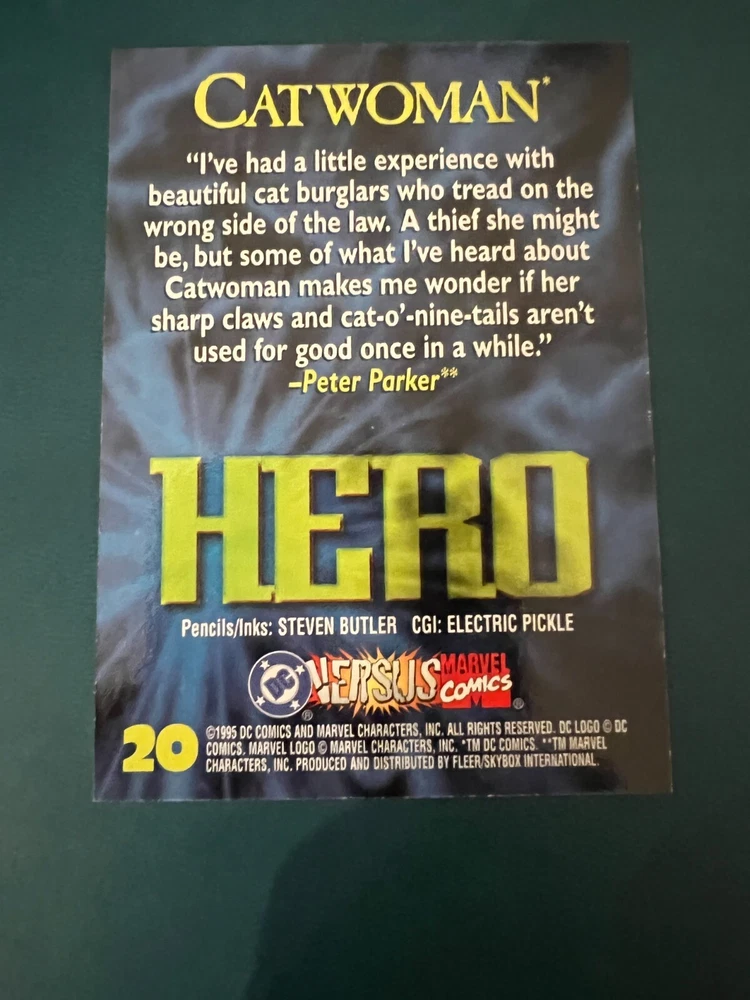 CATWOMAN*
“I've had a little experience with
beautiful cat burglars who tread on the
wrong side of the law. A thief she might
be, but some of what I've heard about
Catwoman makes me wonder if her
sharp claws and cat-o'-nine-tails aren't
used for good once in a while.”
–Peter Parker**
HERO
Pencils/Inks: STEVEN BUTLER CGI: ELECTRIC PICKLE
DC VERSUS MARVEL COMICS
® ®
20
©1995 DC COMICS AND MARVEL CHARACTERS, INC. ALL RIGHTS RESERVED. DC LOGO © DC
COMICS. MARVEL LOGO © MARVEL CHARACTERS, INC. *TM DC COMICS. **TM MARVEL
CHARACTERS, INC. PRODUCED AND DISTRIBUTED BY FLEER/SKYBOX INTERNATIONAL.